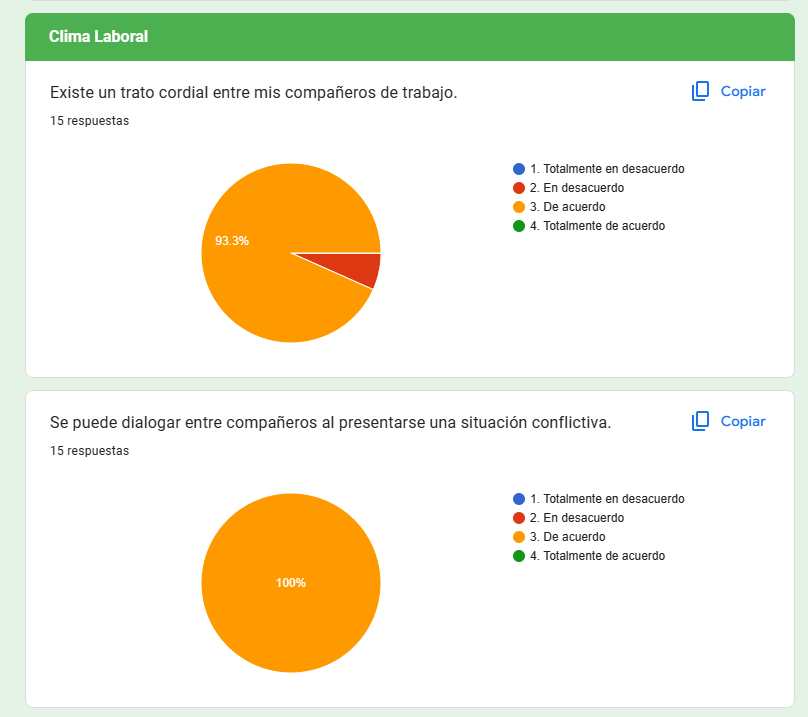 Clima Laboral
Existe un trato cordial entre mis compañeros de trabajo.
Copiar
15 respuestas
1. Totalmente en desacuerdo
2. En desacuerdo
3. De acuerdo
4. Totalmente de acuerdo
93.3%
Se puede dialogar entre compañeros al presentarse una situación conflictiva.
Copiar
15 respuestas
1. Totalmente en desacuerdo
2. En desacuerdo
3. De acuerdo
4. Totalmente de acuerdo
100%